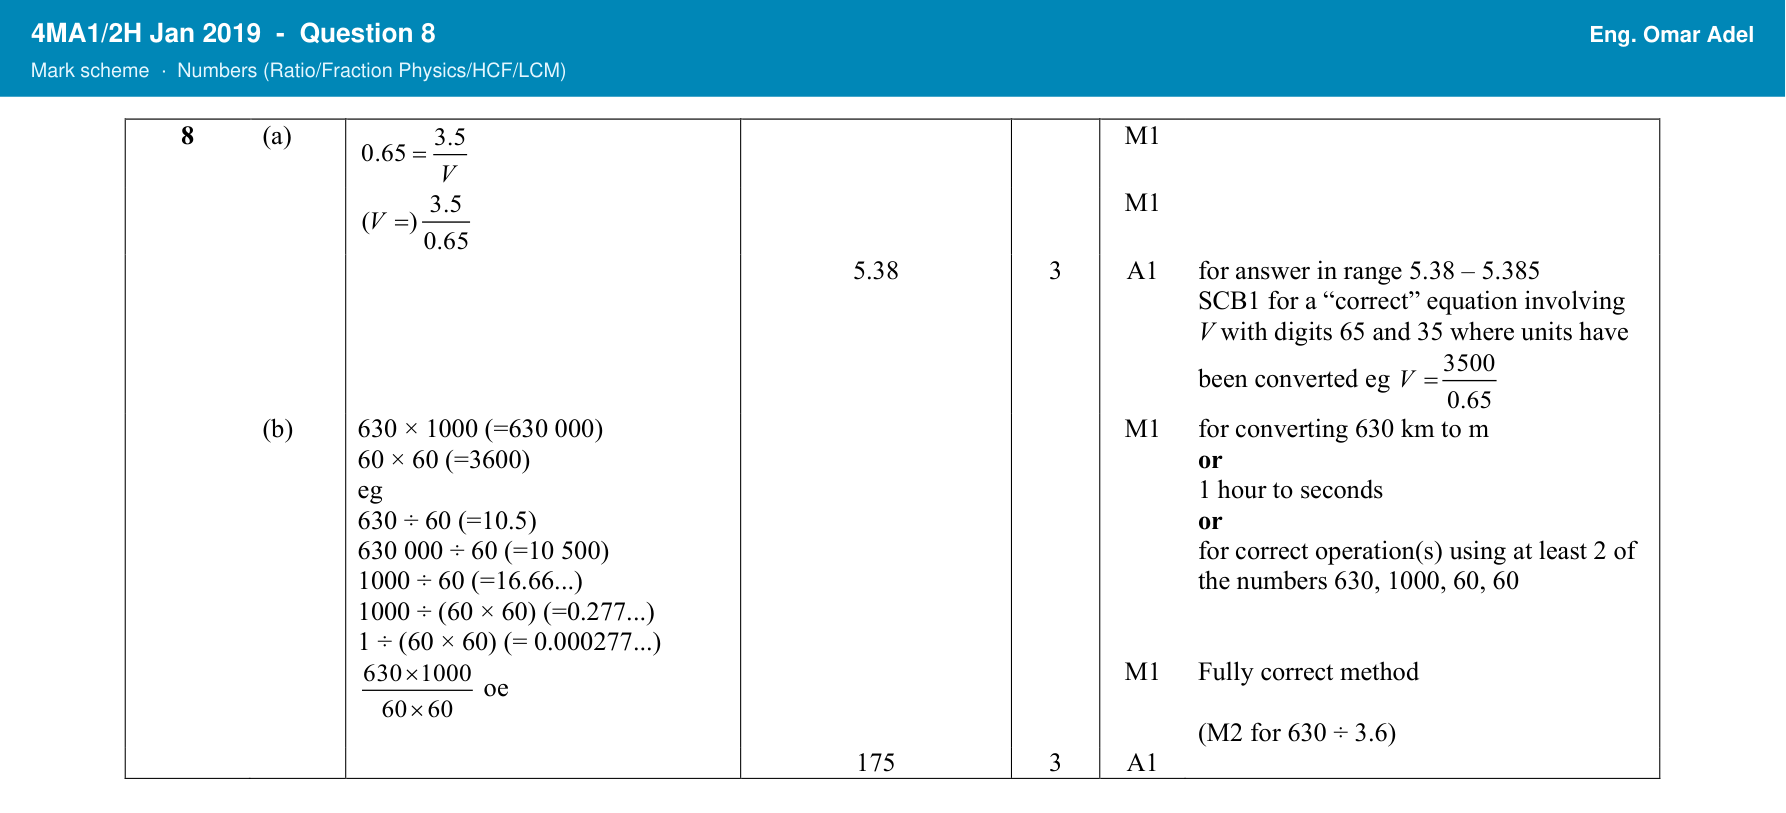 4MA1/2H Jan 2019 - Question 8
Eng. Omar Adel
Mark scheme · Numbers (Ratio/Fraction Physics/HCF/LCM)
8 (a) 0.65 = 3.5/V M1
(V =) 3.5/0.65 M1
5.38 3 A1 for answer in range 5.38 – 5.385
SCB1 for a “correct” equation involving
V with digits 65 and 35 where units have
been converted eg V = 3500/0.65
(b) 630 × 1000 (=630 000) M1 for converting 630 km to m
60 × 60 (=3600) or
eg 1 hour to seconds
630 ÷ 60 (=10.5) or
630 000 ÷ 60 (=10 500) for correct operation(s) using at least 2 of
1000 ÷ 60 (=16.66...) the numbers 630, 1000, 60, 60
1000 ÷ (60 × 60) (=0.277...)
1 ÷ (60 × 60) (= 0.000277...)
630×1000/60×60 oe M1 Fully correct method
(M2 for 630 ÷ 3.6)
175 3 A1